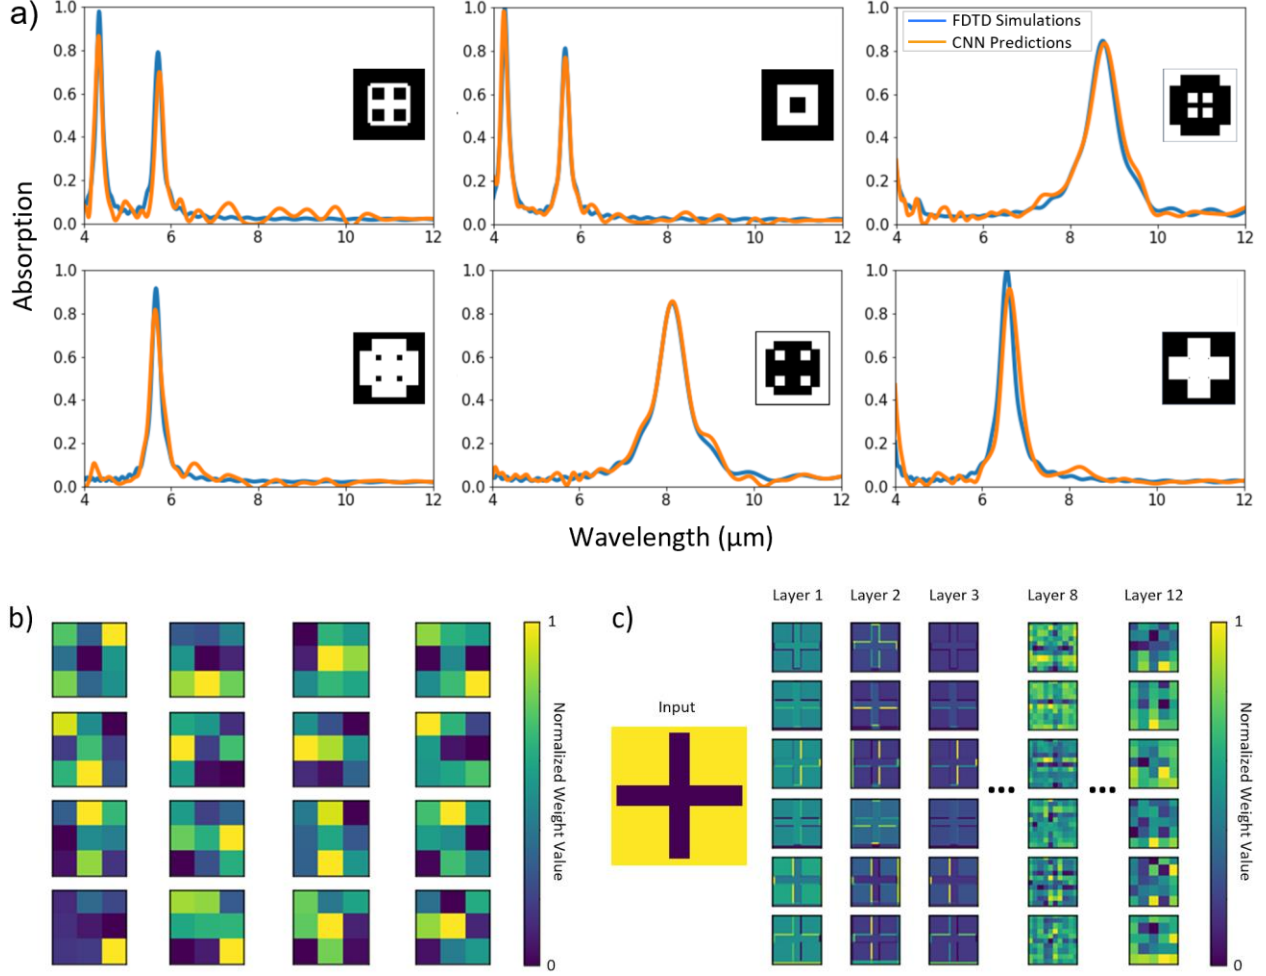 a)
FDTD Simulations
CNN Predictions
Absorption
1.0
0.8
0.6
0.4
0.2
0.0
4 6 8 10 12
1.0
0.8
0.6
0.4
0.2
0.0
4 6 8 10 12
1.0
0.8
0.6
0.4
0.2
0.0
4 6 8 10 12
1.0
0.8
0.6
0.4
0.2
0.0
4 6 8 10 12
1.0
0.8
0.6
0.4
0.2
0.0
4 6 8 10 12
1.0
0.8
0.6
0.4
0.2
0.0
4 6 8 10 12
Wavelength (μm)
b)
1
Normalized Weight Value
0
c)
Input
Layer 1 Layer 2 Layer 3 Layer 8 Layer 12
... ...
1
Normalized Weight Value
0